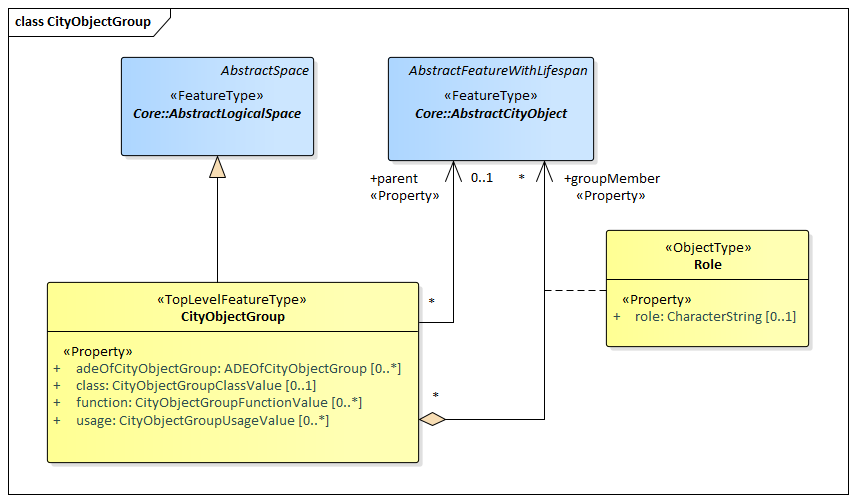 class CityObjectGroup
AbstractSpace
«FeatureType»
Core::AbstractLogicalSpace
AbstractFeatureWithLifespan
«FeatureType»
Core::AbstractCityObject
+parent
«Property»
0..1
*
+groupMember
«Property»
«ObjectType»
Role
«Property»
+ role: CharacterString [0..1]
*
«TopLevelFeatureType»
CityObjectGroup
«Property»
+ adeOfCityObjectGroup: ADEOfCityObjectGroup [0..*]
+ class: CityObjectGroupClassValue [0..1]
+ function: CityObjectGroupFunctionValue [0..*]
+ usage: CityObjectGroupUsageValue [0..*]
*